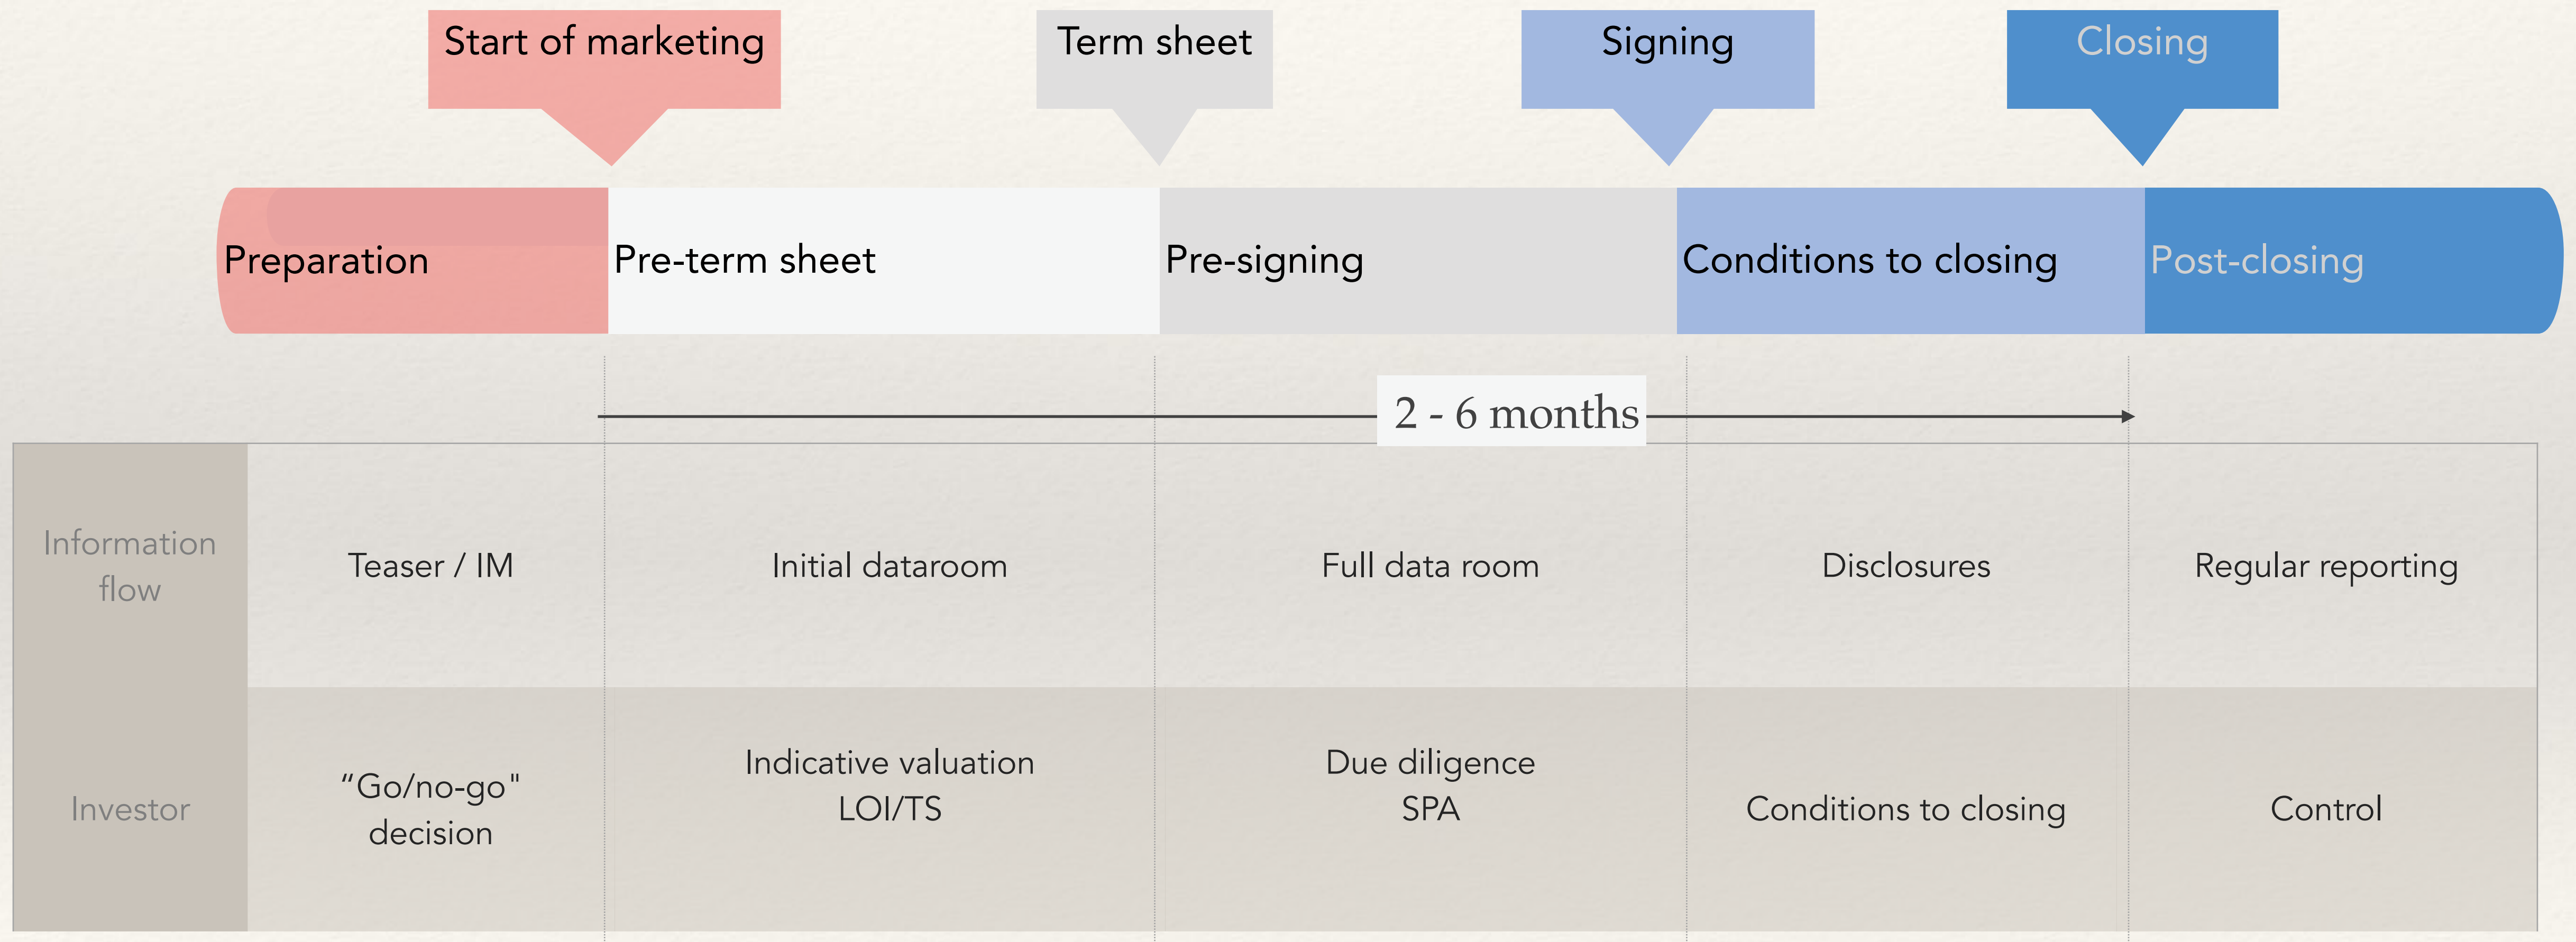 Start of marketing
Term sheet
Signing
Closing
Preparation
Pre-term sheet
Pre-signing
Conditions to closing
Post-closing
2 - 6 months
Information
flow
Teaser / IM
Initial dataroom
Full data room
Disclosures
Regular reporting
Investor
“Go/no-go"
decision
Indicative valuation
LOI/TS
Due diligence
SPA
Conditions to closing
Control